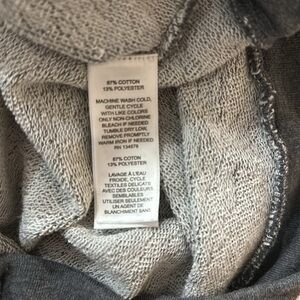 87% COTTON
13% POLYESTER
MACHINE WASH COLD,
GENTLE CYCLE
WITH LIKE COLORS
ONLY NON-CHLORINE
BLEACH IF NEEDED
TUMBLE DRY LOW,
REMOVE PROMPTLY
WARM IRON IF NEEDED
RN 134579
87% COTON
13% POLYESTER
LAVAGE À L'EAU
FROIDE, CYCLE
TEXTILES DÉLICATS
AVEC DES COULEURS
SEMBLABLES
UTILISER SEULEMENT
UN AGENT DE
BLANCHIMENT SANS